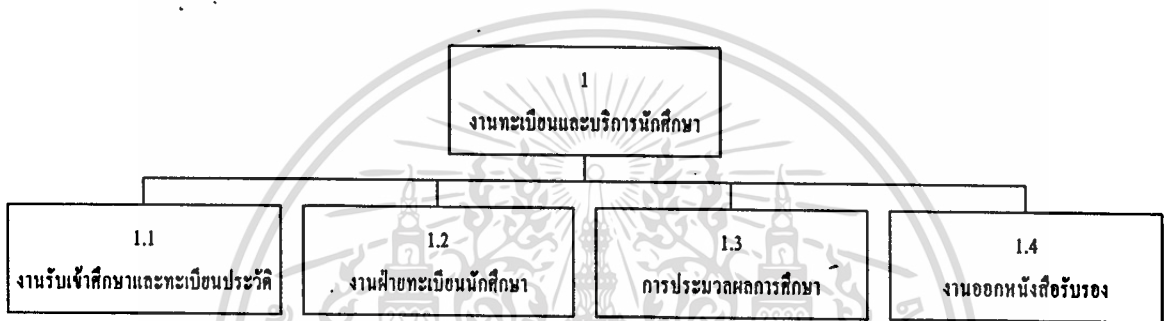 1
งานทะเบียนและบริการนักศึกษา
1.1
งานรับเข้าศึกษาและทะเบียนประวัติ
1.2
งานฝ่ายทะเบียนนักศึกษา
1.3
การประมวลผลการศึกษา
1.4
งานออกหนังสือรับรอง